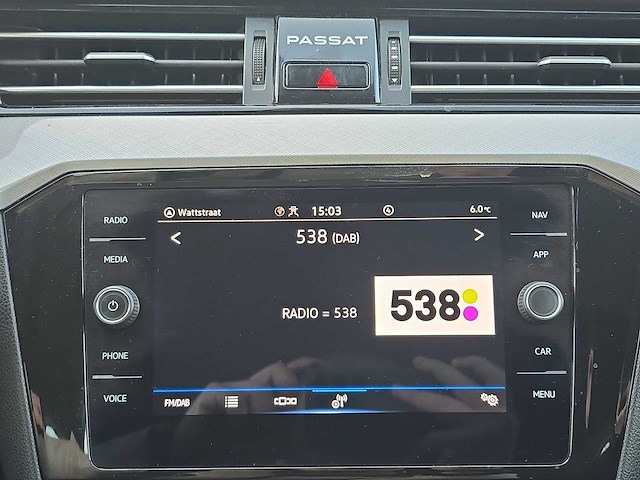 PASSAT
Wattstraat 15:03 4 6.0°C
RADIO
MEDIA
PHONE
VOICE
538 (DAB)
RADIO = 538
538
FM/DAB
NAV
APP
CAR
MENU